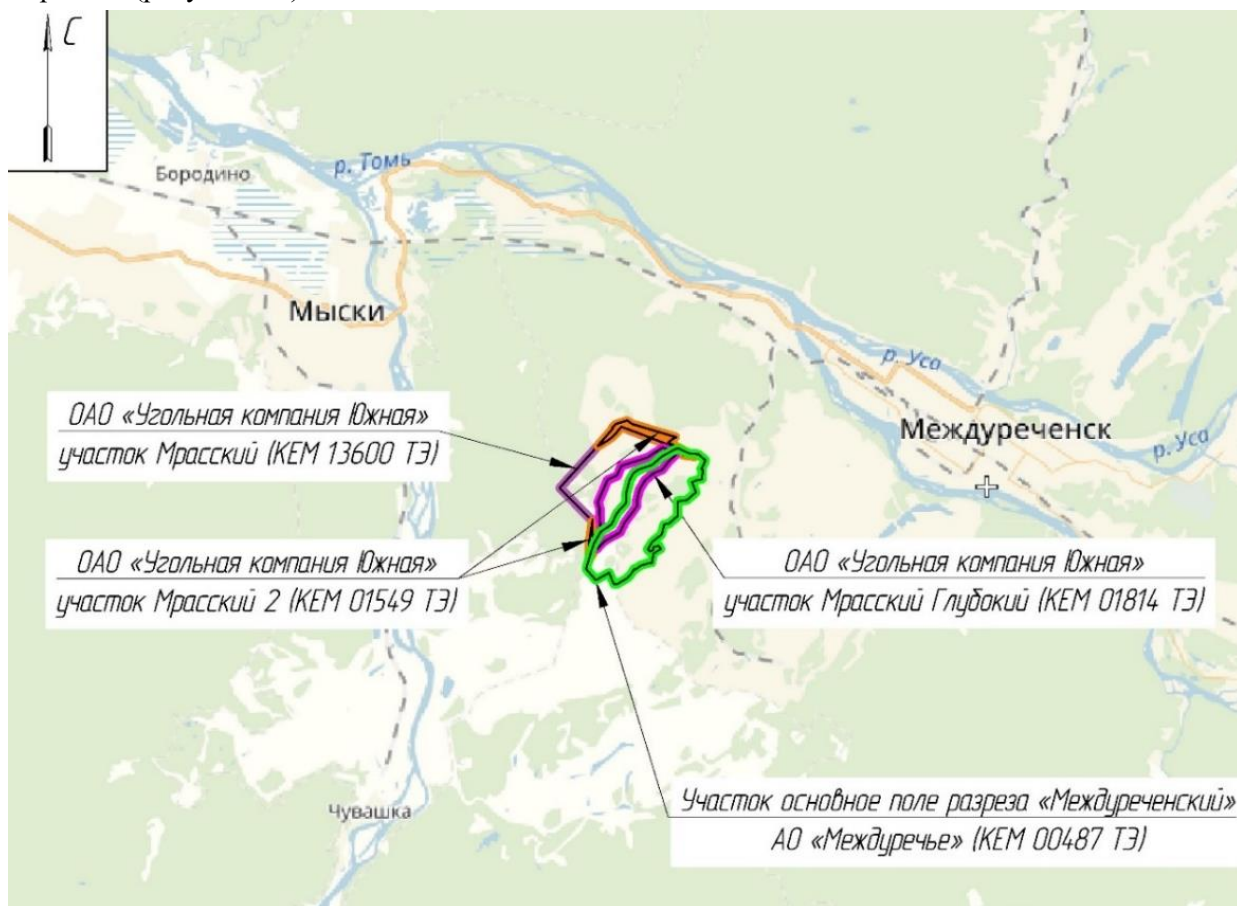 С
р. Томь
Бородино
Мыски
р. Уса
Междуреченск
р. Уса
ОАО «Угольная компания Южная»
участок Мрасский (КЕМ 13600 ТЭ)
ОАО «Угольная компания Южная»
участок Мрасский 2 (КЕМ 01549 ТЭ)
ОАО «Угольная компания Южная»
участок Мрасский Глубокий (КЕМ 01814 ТЭ)
Участок основное поле разреза «Междуреченский»
АО «Междуречье» (КЕМ 00487 ТЭ)
Чувашка